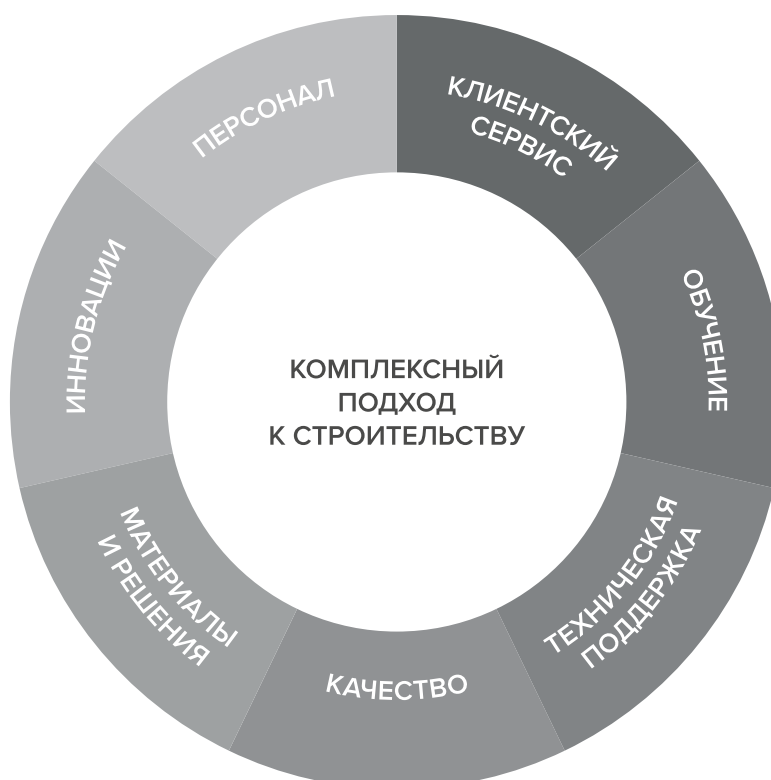 КЛИЕНТСКИЙ
СЕРВИС
ОБУЧЕНИЕ
ТЕХНИЧЕСКАЯ
ПОДДЕРЖКА
КАЧЕСТВО
МАТЕРИАЛЫ
И РЕШЕНИЯ
ИННОВАЦИИ
ПЕРСОНАЛ
КОМПЛЕКСНЫЙ
ПОДХОД
К СТРОИТЕЛЬСТВУ